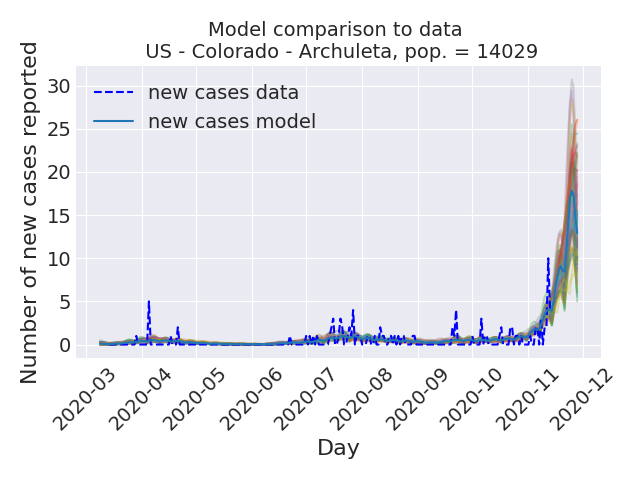 Model comparison to data
US - Colorado - Archuleta, pop. = 14029
Number of new cases reported
30
25
20
15
10
5
0
new cases data
new cases model
2020-03
2020-04
2020-05
2020-06
2020-07
2020-08
2020-09
2020-10
2020-11
2020-12
Day